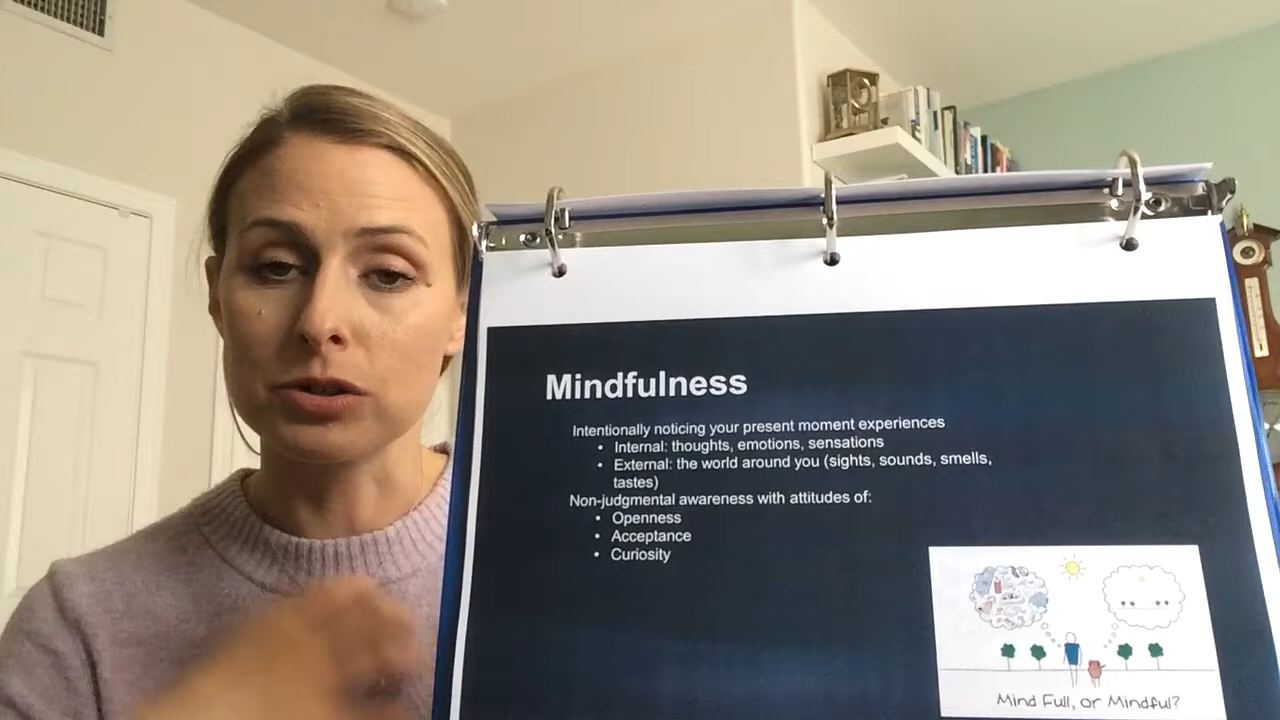 Mindfulness
Intentionally noticing your present moment experiences
• Internal: thoughts, emotions, sensations
• External: the world around you (sights, sounds, smells,
tastes)
Non-judgmental awareness with attitudes of:
• Openness
• Acceptance
• Curiosity
Mind Full, or Mindful?